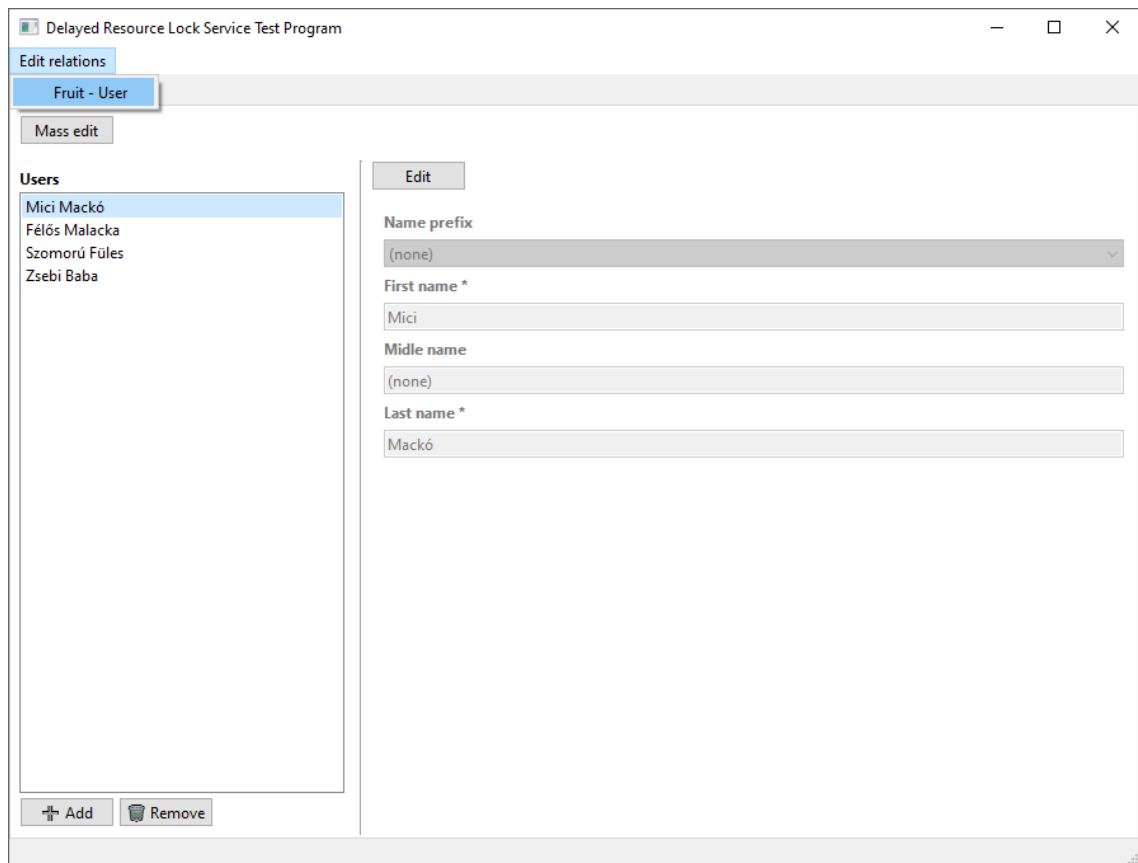 Delayed Resource Lock Service Test Program
Edit relations
Fruit - User
Mass edit
Users
Mici Mackó
Félős Malacka
Szomorú Füles
Zsebi Baba
Add
Remove
Edit
Name prefix
(none)
First name *
Mici
Midle name
(none)
Last name *
Mackó